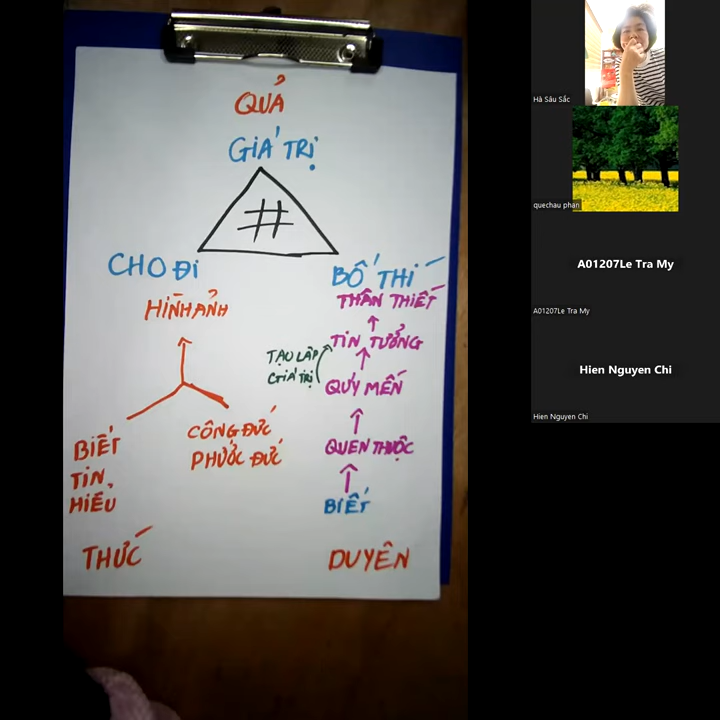 QUẢ
GIÁ TRỊ
#
CHO ĐI
BỐ THÍ
HÌNH ẢNH
THÂN THIẾT
TIN TƯỞNG
TẠO LẬP
GIÁ TRỊ
QUÝ MẾN
BIẾT
TIN,
HIỂU
CÔNG ĐỨC
PHƯỚC ĐỨC
QUEN THUỘC
BIẾT
THỨC
DUYÊN
Hà Sâu Sắc
quechau phan
A01207Le Tra My
A01207Le Tra My
Hien Nguyen Chi
Hien Nguyen Chi